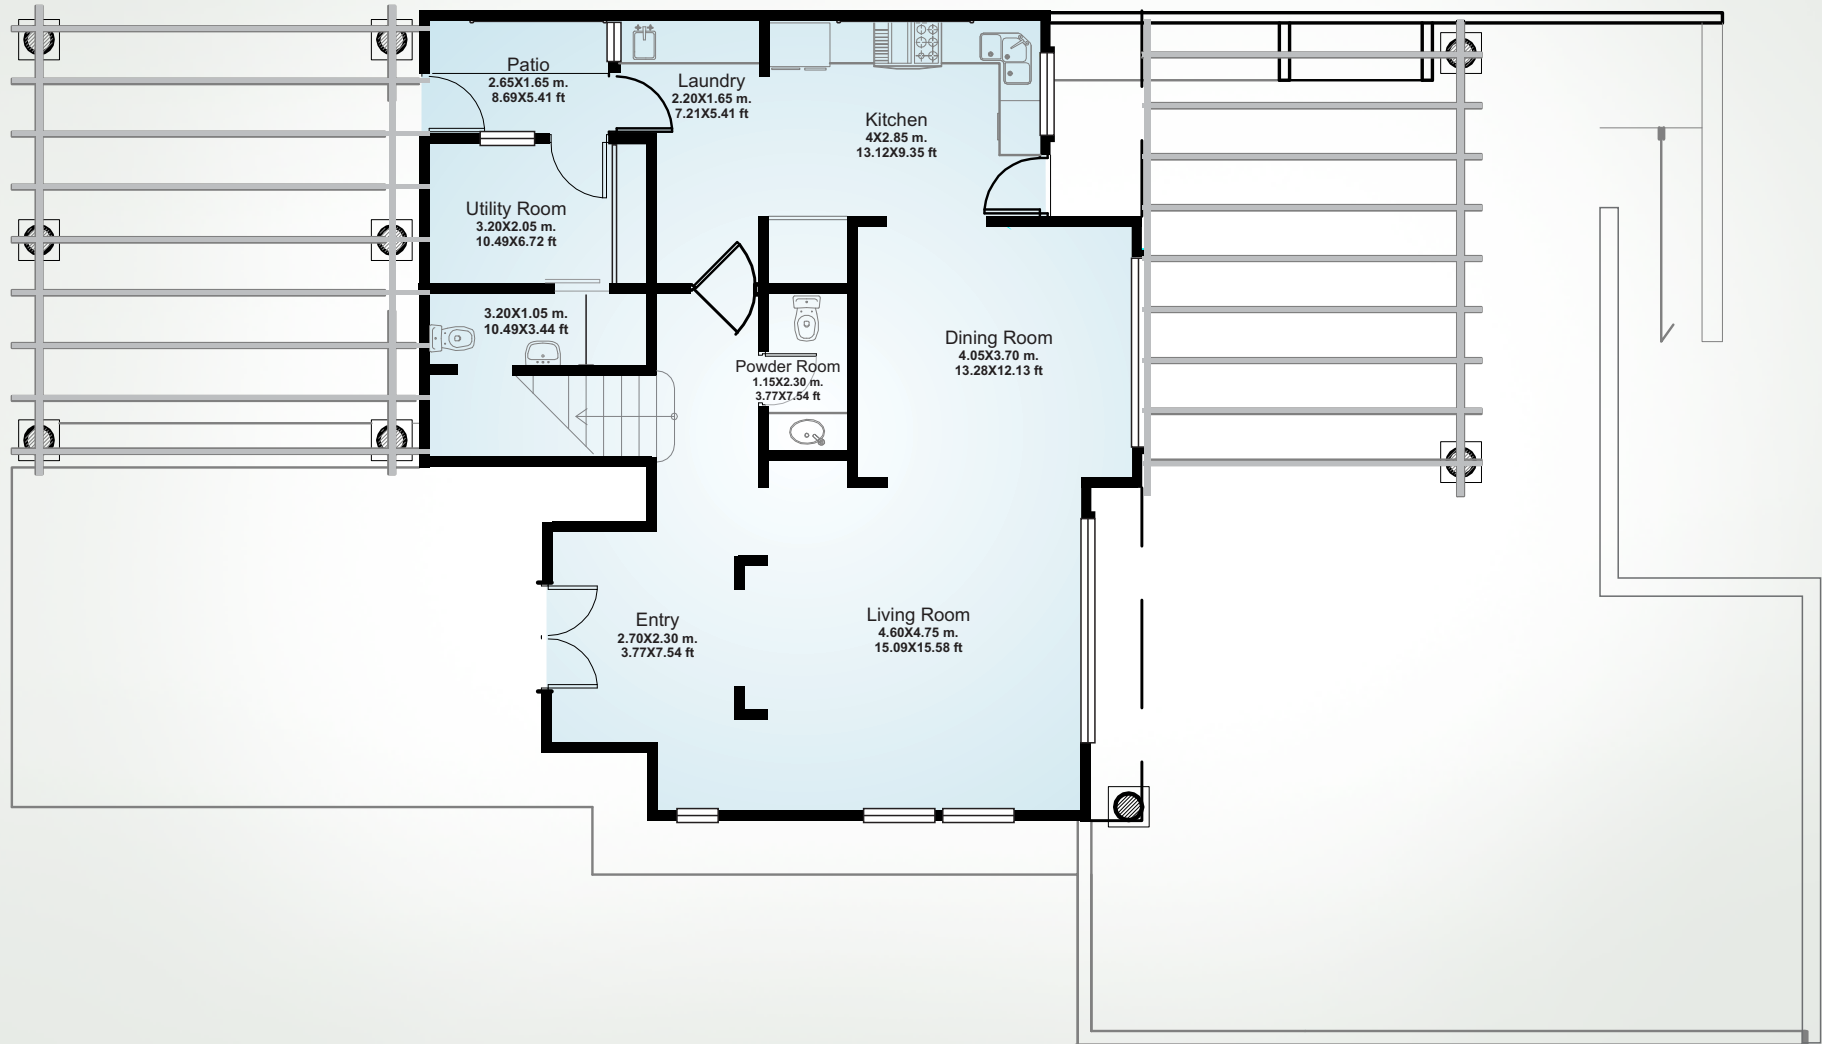 Patio
2.65X1.65 m.
8.69X5.41 ft
Laundry
2.20X1.65 m.
7.21X5.41 ft
Kitchen
4X2.85 m.
13.12X9.35 ft
Utility Room
3.20X2.05 m.
10.49X6.72 ft
3.20X1.05 m.
10.49X3.44 ft
Powder Room
1.15X2.30 m.
3.77X7.54 ft
Dining Room
4.05X3.70 m.
13.28X12.13 ft
Entry
2.70X2.30 m.
3.77X7.54 ft
Living Room
4.60X4.75 m.
15.09X15.58 ft